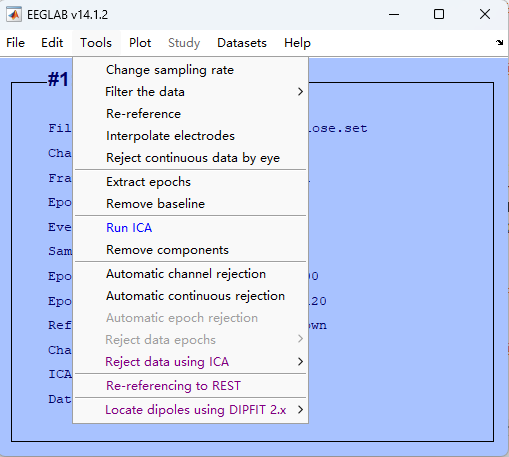 EEGLAB v14.1.2
File Edit Tools Plot Study Datasets Help
#1
Change sampling rate
Filter the data
Re-reference
Interpolate electrodes
Reject continuous data by eye
Extract epochs
Remove baseline
Run ICA
Remove components
Automatic channel rejection
Automatic continuous rejection
Automatic epoch rejection
Reject data epochs
Reject data using ICA
Re-referencing to REST
Locate dipoles using DIPFIT 2.x
Fil lose.set
Cha
Fra
Epo
Eve
Sam
Epo 00
Epo 120
Ref own
Cha
ICA
Dat